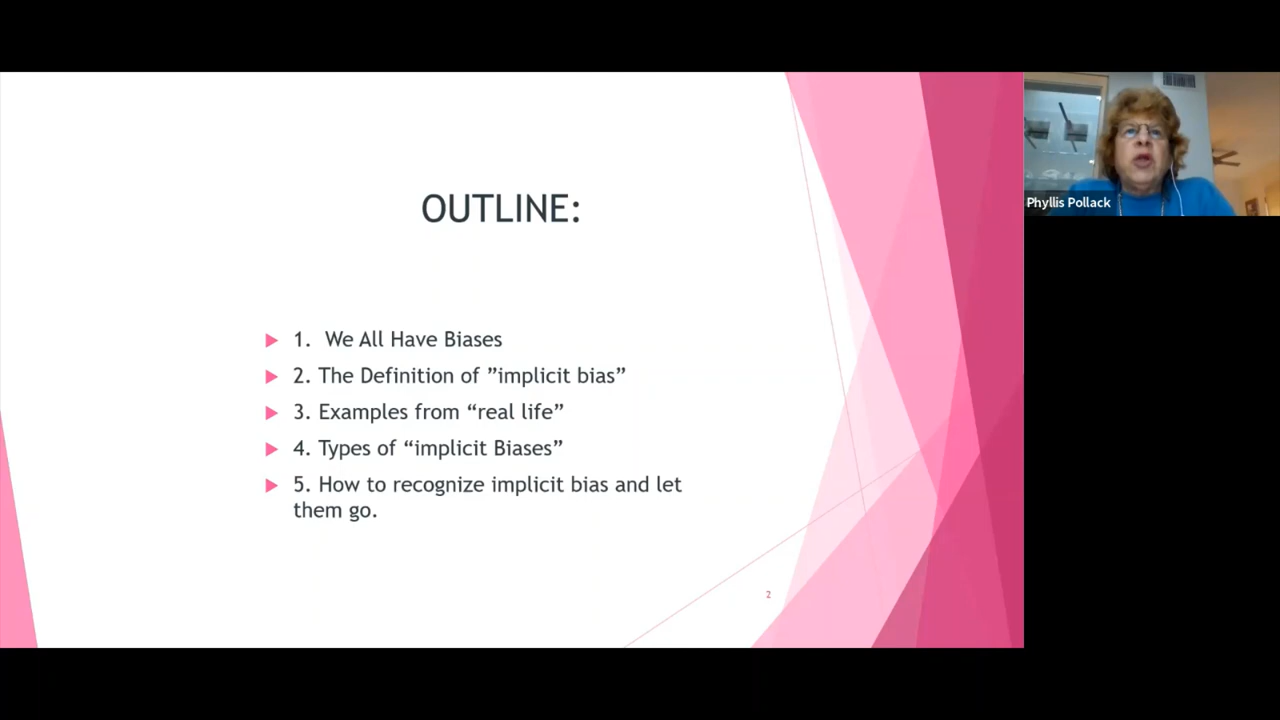 OUTLINE:
1. We All Have Biases
2. The Definition of ”implicit bias”
3. Examples from “real life”
4. Types of “implicit Biases”
5. How to recognize implicit bias and let
them go.
2
Phyllis Pollack